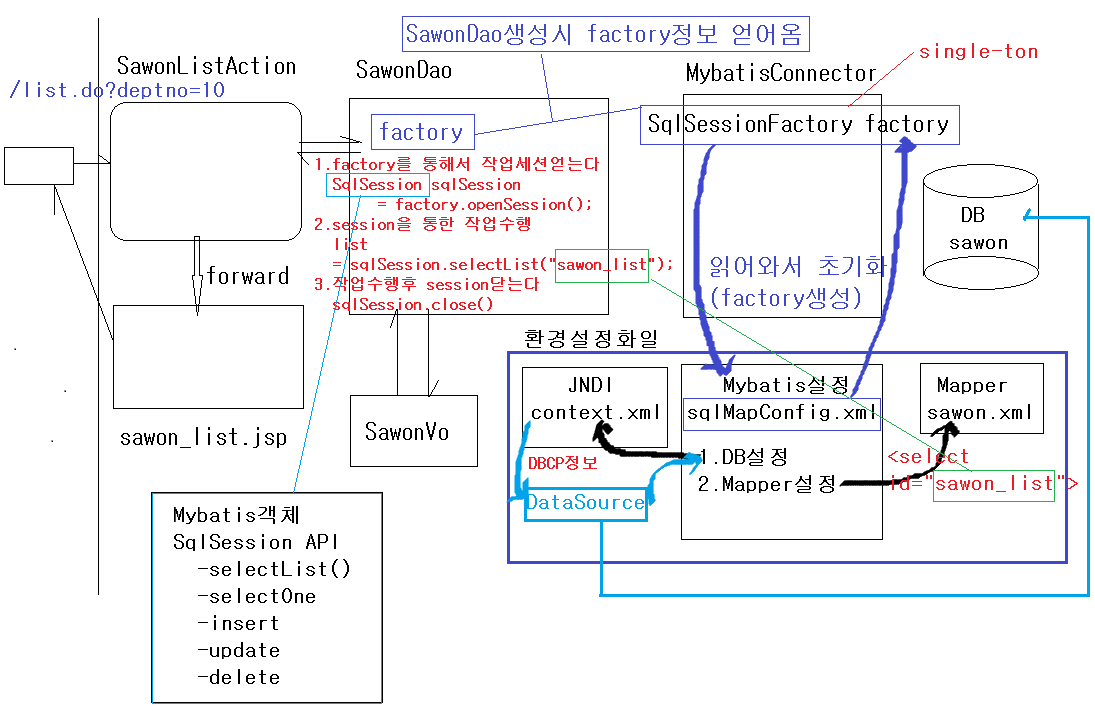 SawonDao생성시 factory정보 얻어옴
single-ton
SawonListAction
SawonDao
MybatisConnector
/list.do?deptno=10
factory
SqlSessionFactory factory
1.factory를 통해서 작업세션얻는다
SqlSession sqlSession
= factory.openSession();
2.session을 통한 작업수행
list
= sqlSession.selectList("sawon_list");
3.작업수행후 session닫는다
sqlSession.close()
DB
sawon
읽어와서 초기화
(factory생성)
forward
환경설정화일
JNDI
context.xml
Mybatis설정
sqlMapConfig.xml
Mapper
sawon.xml
sawon_list.jsp
SawonVo
DBCP정보
DataSource
1.DB설정
2.Mapper설정
<select
id="sawon_list">
Mybatis객체
SqlSession API
-selectList()
-selectOne
-insert
-update
-delete